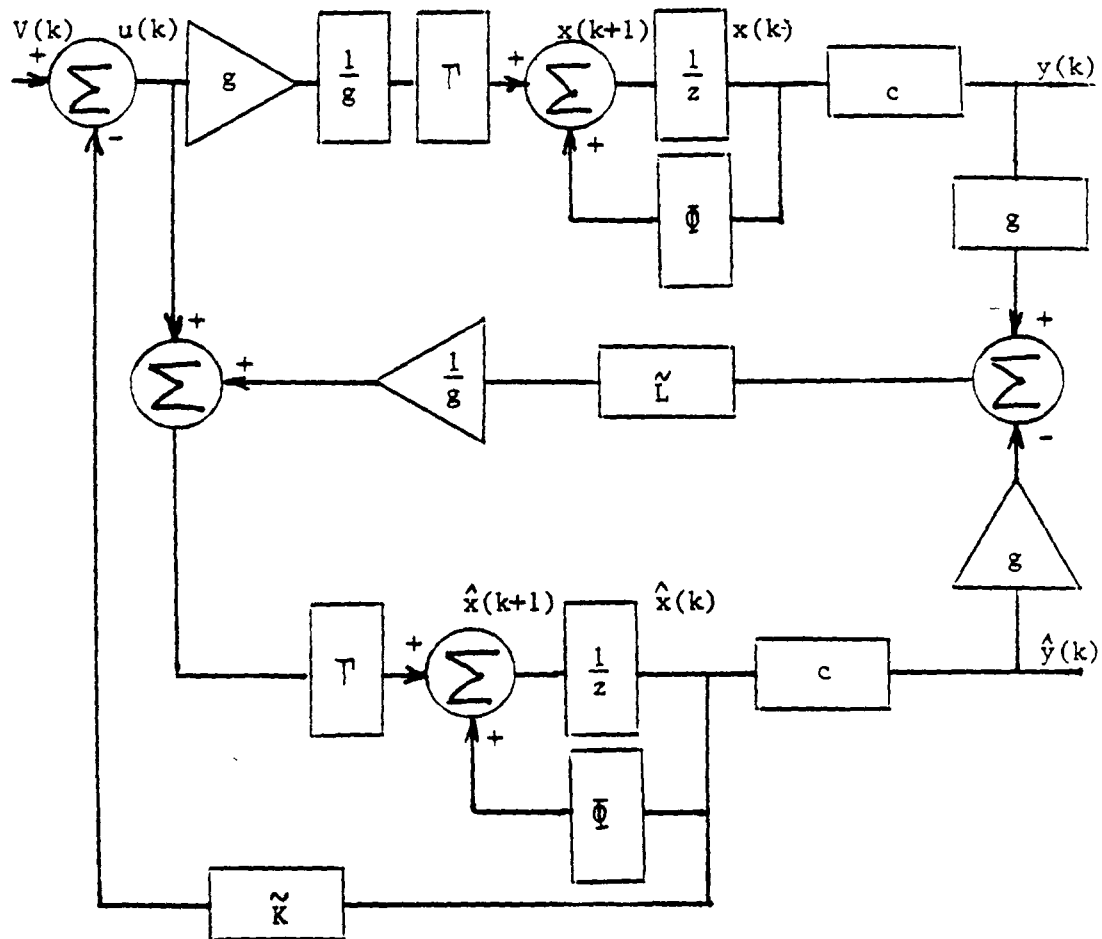 V(k) u(k) x(k+1) x(k) y(k)
+ Σ g 1/g Γ + Σ 1/z c
- + Φ g
+ - +
Σ + 1/g L̃ Σ
-
g
x̂(k+1) x̂(k) ŷ(k)
Γ + Σ 1/z c
+ Φ
K̃